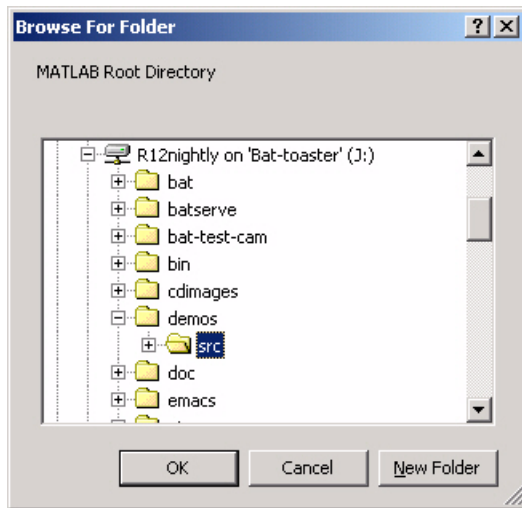 Browse For Folder
MATLAB Root Directory
R12nightly on 'Bat-toaster' (J:)
bat
batserve
bat-test-cam
bin
cdimages
demos
src
doc
emacs
OK Cancel New Folder